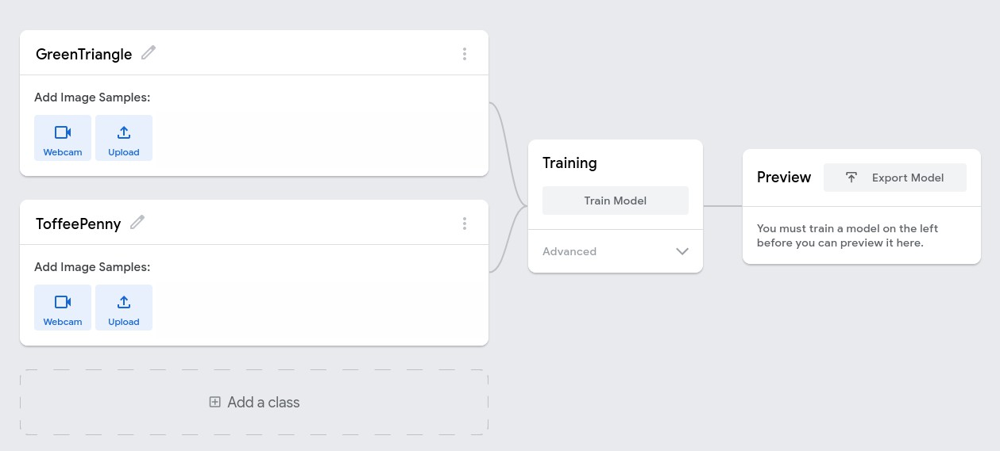 GreenTriangle
Add Image Samples:
Webcam
Upload
ToffeePenny
Add Image Samples:
Webcam
Upload
Add a class
Training
Train Model
Advanced
Preview
Export Model
You must train a model on the left
before you can preview it here.